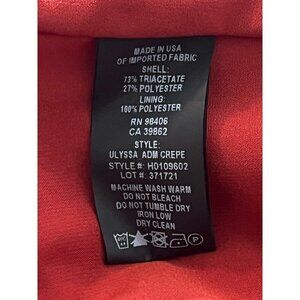 MADE IN USA
OF IMPORTED FABRIC
SHELL:
73% TRIACETATE
27% POLYESTER
LINING:
100% POLYESTER
RN 98406
CA 39862
STYLE:
ULYSSA ADM CREPE
STYLE #: H0109602
LOT #: 371721
MACHINE WASH WARM
DO NOT BLEACH
DO NOT TUMBLE DRY
IRON LOW
DRY CLEAN
P